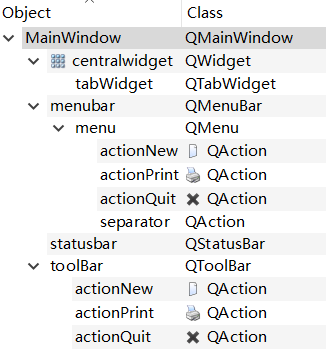 Object Class
MainWindow QMainWindow
centralwidget QWidget
tabWidget QTabWidget
menubar QMenuBar
menu QMenu
actionNew QAction
actionPrint QAction
actionQuit QAction
separator QAction
statusbar QStatusBar
toolBar QToolBar
actionNew QAction
actionPrint QAction
actionQuit QAction